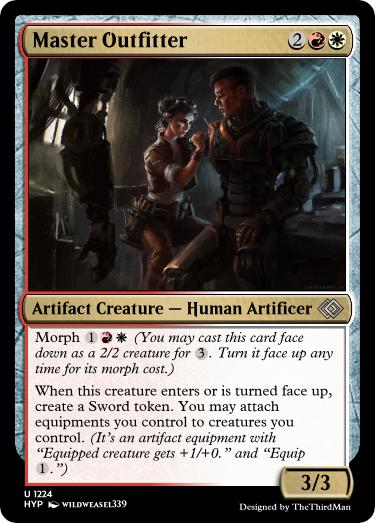 Master Outfitter 2
Artifact Creature — Human Artificer
Morph 1 (You may cast this card face
down as a 2/2 creature for 3. Turn it face up any
time for its morph cost.)
When this creature enters or is turned face up,
create a Sword token. You may attach
equipments you control to creatures you
control. (It's an artifact equipment with
"Equipped creature gets +1/+0." and "Equip
1.")
3/3
U 1224
HYP WILDWEASEL339
Designed by TheThirdMan